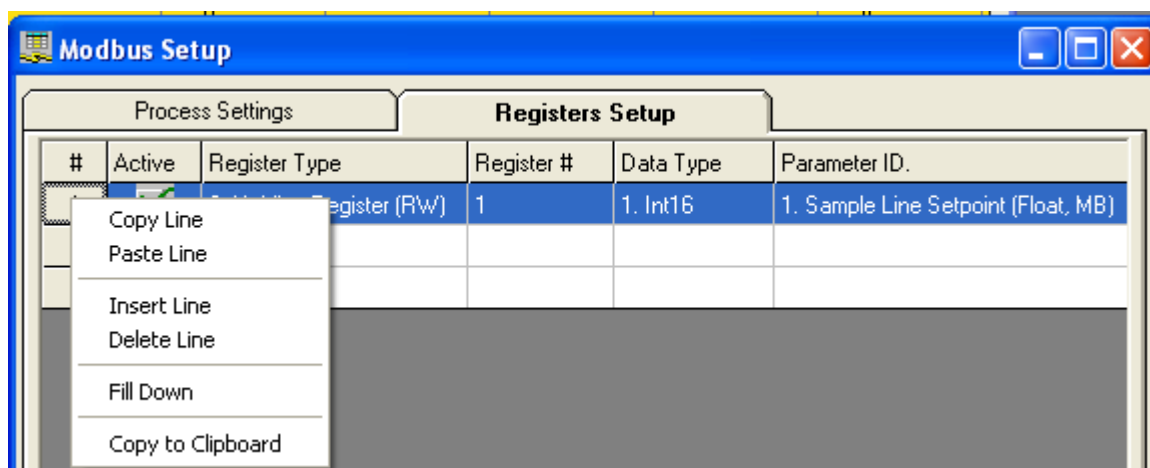 Modbus Setup
Process Settings
Registers Setup
# Active Register Type Register # Data Type Parameter ID.
Register (RW) 1 1. Int16 1. Sample Line Setpoint (Float, MB)
Copy Line
Paste Line
Insert Line
Delete Line
Fill Down
Copy to Clipboard